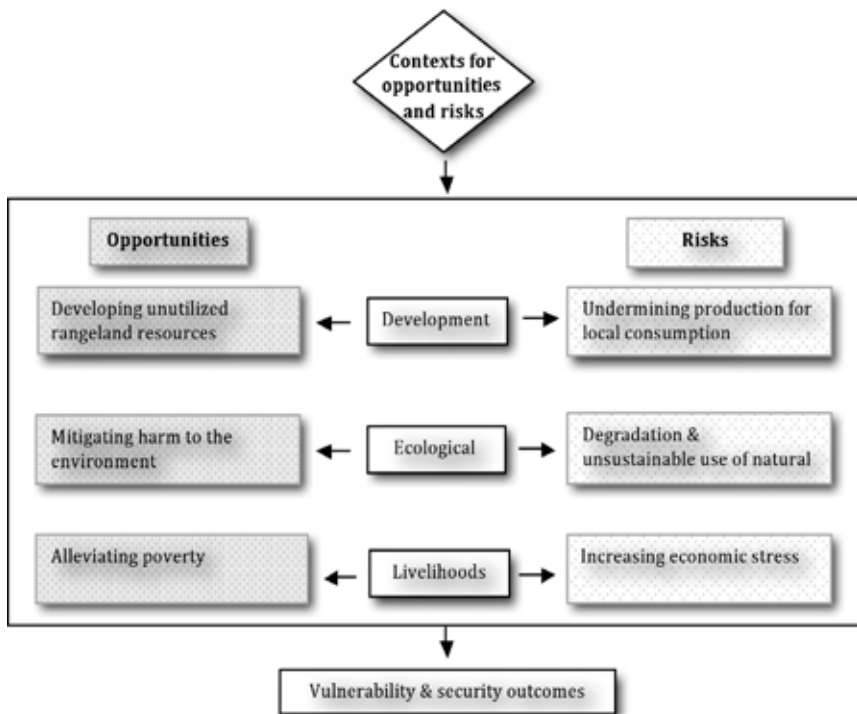 Contexts for
opportunities
and risks
Opportunities
Risks
Developing unutilized
rangeland resources
Development
Undermining production for
local consumption
Mitigating harm to the
environment
Ecological
Degradation &
unsustainable use of natural
Alleviating poverty
Livelihoods
Increasing economic stress
Vulnerability & security outcomes